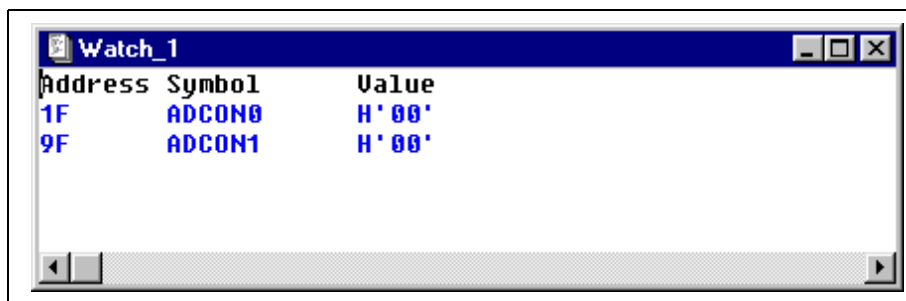 Watch_1
Address Symbol Value
1F ADCON0 H'00'
9F ADCON1 H'00'